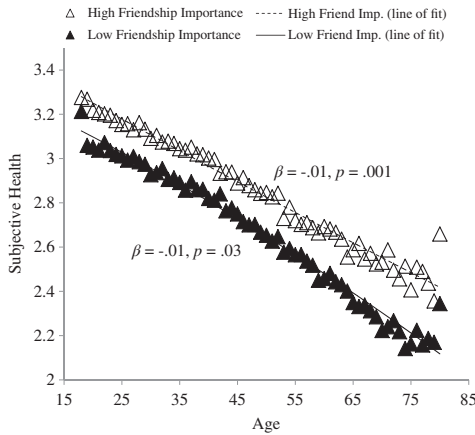 High Friendship Importance
High Friend Imp. (line of fit)
Low Friendship Importance
Low Friend Imp. (line of fit)
3.4
3.2
3
2.8
2.6
2.4
2.2
2
Subjective Health
β = -.01, p = .001
β = -.01, p = .03
15 25 35 45 55 65 75 85
Age